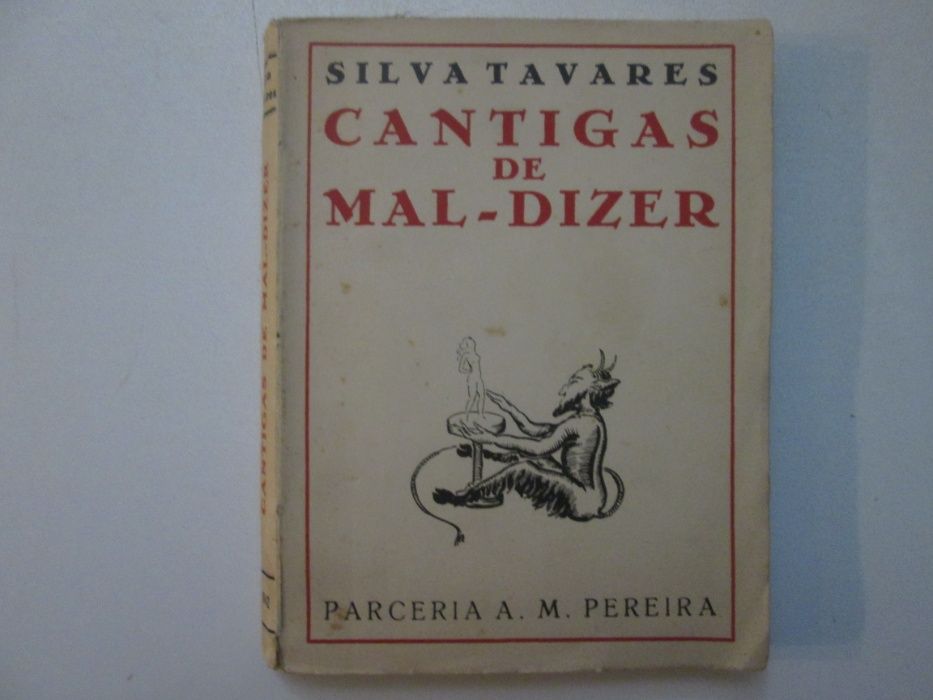 SILVA TAVARES
CANTIGAS
DE
MAL-DIZER
PARCERIA A. M. PEREIRA
CANTIGAS DE MAL-DIZER